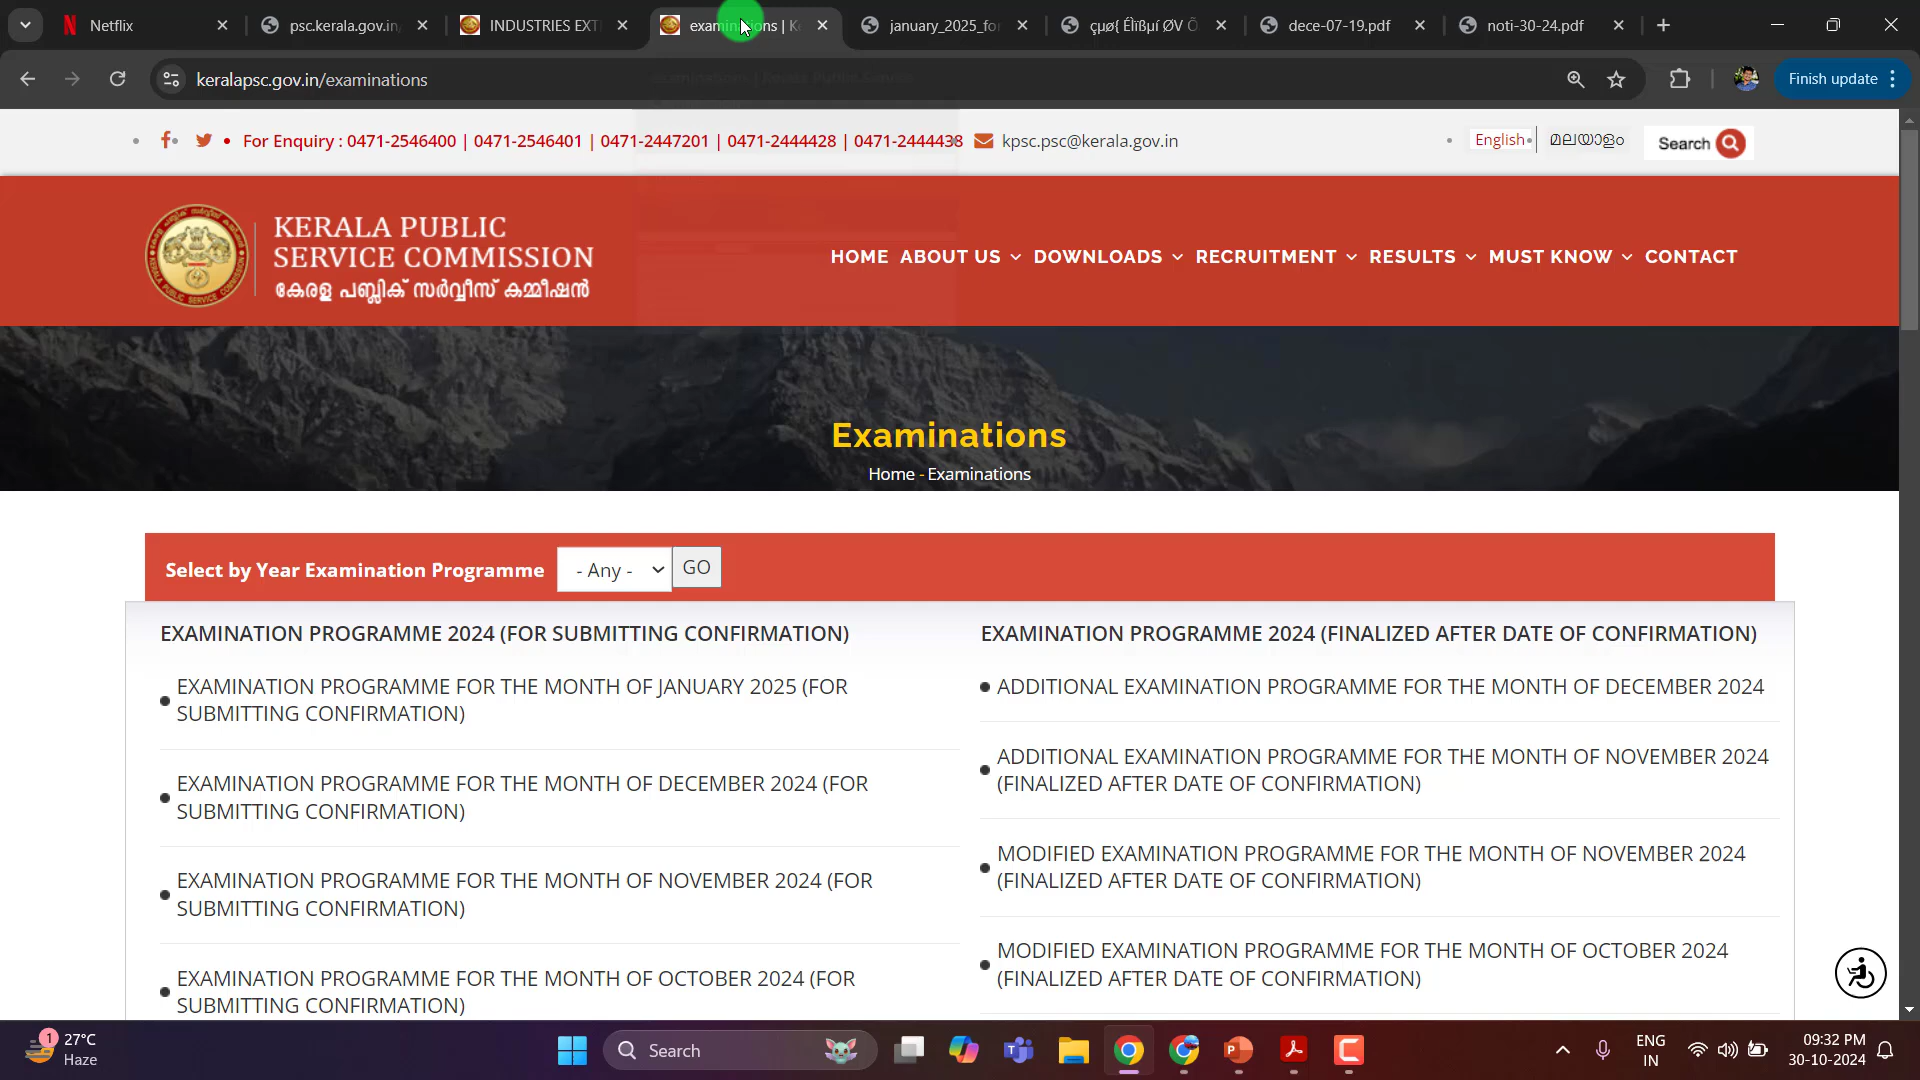 Netflix
psc.kerala.gov.in/
INDUSTRIES EXT
examinations | Ke
january_2025_for
çµø{ ÉÌïßµí ØV Õ
dece-07-19.pdf
noti-30-24.pdf
keralapsc.gov.in/examinations
Finish update
For Enquiry : 0471-2546400 | 0471-2546401 | 0471-2447201 | 0471-2444428 | 0471-2444438
kpsc.psc@kerala.gov.in
English
മലയാളം
Search
KERALA PUBLIC
SERVICE COMMISSION
കേരള പബ്ലിക് സർവ്വീസ് കമ്മീഷൻ
HOME ABOUT US DOWNLOADS RECRUITMENT RESULTS MUST KNOW CONTACT
Examinations
Home - Examinations
Select by Year Examination Programme
- Any -
GO
EXAMINATION PROGRAMME 2024 (FOR SUBMITTING CONFIRMATION)
EXAMINATION PROGRAMME FOR THE MONTH OF JANUARY 2025 (FOR
SUBMITTING CONFIRMATION)
EXAMINATION PROGRAMME FOR THE MONTH OF DECEMBER 2024 (FOR
SUBMITTING CONFIRMATION)
EXAMINATION PROGRAMME FOR THE MONTH OF NOVEMBER 2024 (FOR
SUBMITTING CONFIRMATION)
EXAMINATION PROGRAMME FOR THE MONTH OF OCTOBER 2024 (FOR
SUBMITTING CONFIRMATION)
EXAMINATION PROGRAMME 2024 (FINALIZED AFTER DATE OF CONFIRMATION)
ADDITIONAL EXAMINATION PROGRAMME FOR THE MONTH OF DECEMBER 2024
ADDITIONAL EXAMINATION PROGRAMME FOR THE MONTH OF NOVEMBER 2024
(FINALIZED AFTER DATE OF CONFIRMATION)
MODIFIED EXAMINATION PROGRAMME FOR THE MONTH OF NOVEMBER 2024
(FINALIZED AFTER DATE OF CONFIRMATION)
MODIFIED EXAMINATION PROGRAMME FOR THE MONTH OF OCTOBER 2024
(FINALIZED AFTER DATE OF CONFIRMATION)
1
27°C
Haze
Search
ENG
IN
09:32 PM
30-10-2024